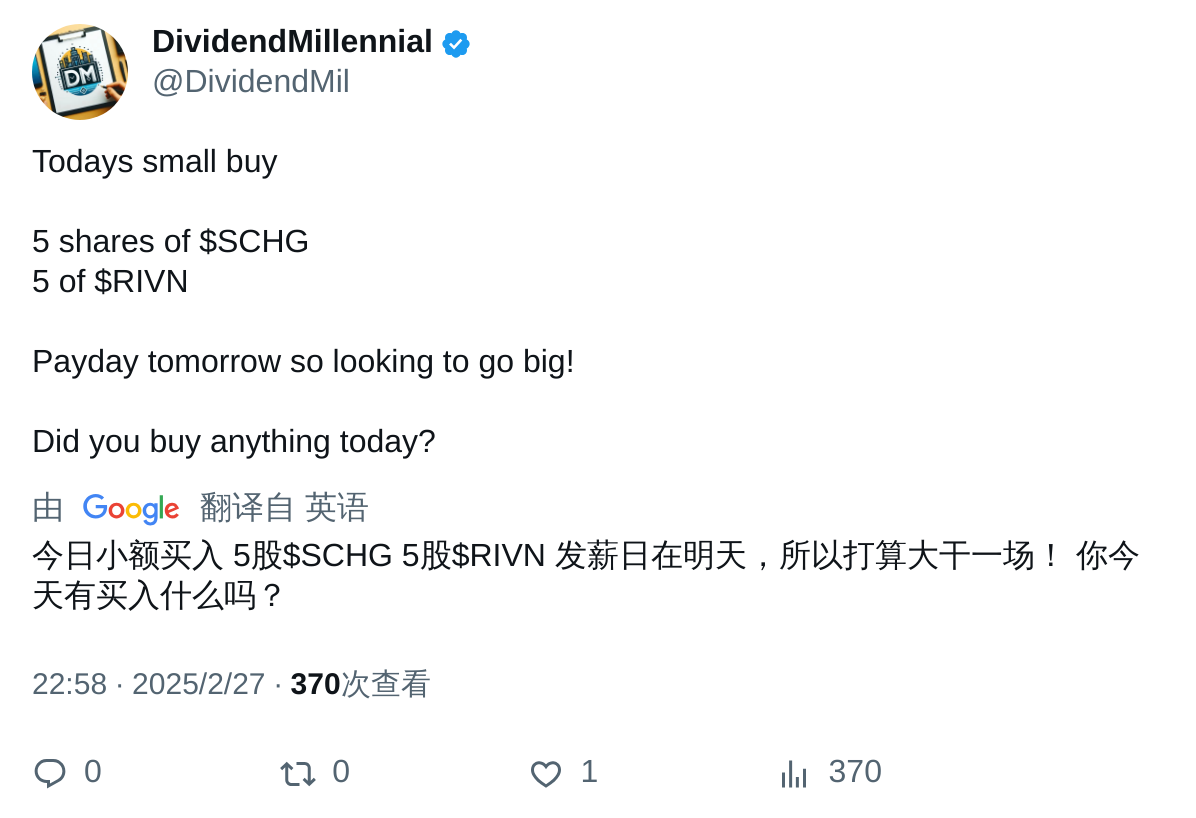 DividendMillennial
@DividendMil
DM
Todays small buy
5 shares of $SCHG
5 of $RIVN
Payday tomorrow so looking to go big!
Did you buy anything today?
由 Google 翻译自 英语
今日小额买入 5股$SCHG 5股$RIVN 发薪日在明天，所以打算大干一场！ 你今
天有买入什么吗？
22:58 · 2025/2/27 · 370次查看
0 0 1 370